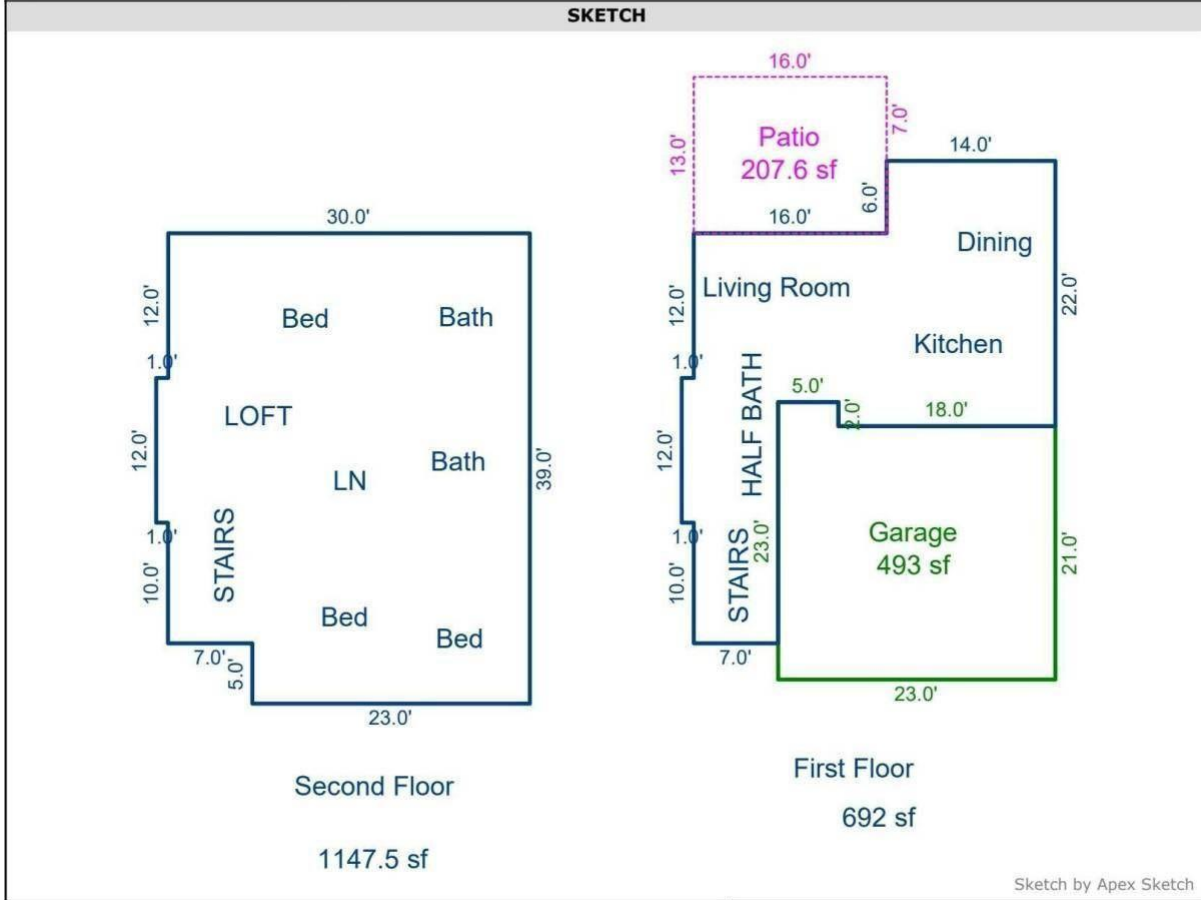 SKETCH
30.0'
12.0'
Bed
Bath
1.0'
LOFT
12.0'
Bath
LN
39.0'
STAIRS
1.0'
10.0'
Bed
Bed
7.0'
5.0'
23.0'
Second Floor
1147.5 sf
16.0'
13.0'
Patio
207.6 sf
7.0'
14.0'
6.0'
16.0'
Dining
12.0'
Living Room
22.0'
Kitchen
1.0'
HALF BATH
5.0'
2.0'
18.0'
12.0'
1.0'
STAIRS
23.0'
Garage
493 sf
21.0'
10.0'
7.0'
23.0'
First Floor
692 sf
Sketch by Apex Sketch